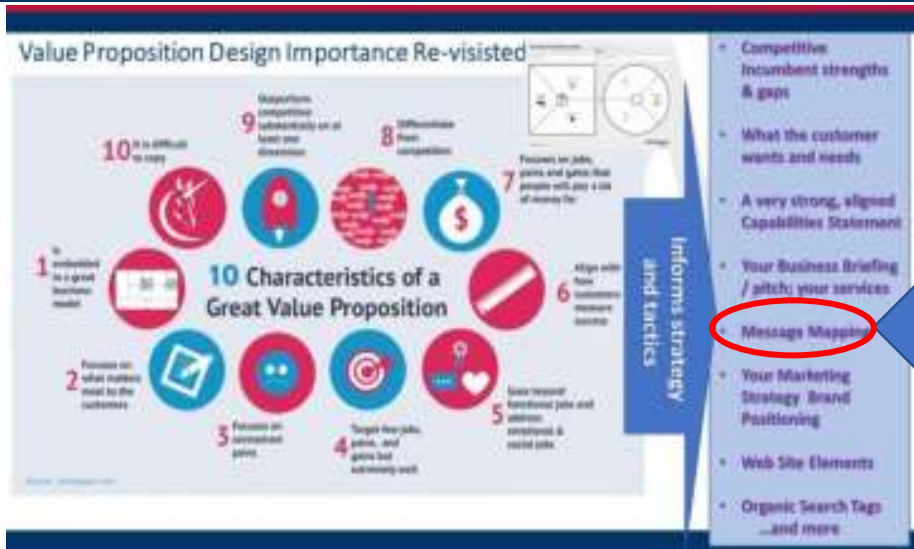 Value Proposition Design Importance Re-visisted
10 Characteristics of a
Great Value Proposition
1 Is
embedded
in a great
business
model
2 Focuses on
what matters
most to the
customers
3 Focuses on
unresolved
pains
4 Target few jobs,
pains, and
gains but
extremely well
5 Goes beyond
functional jobs and
address
emotional &
social jobs
6 Align with
how
customers
measure
success
7 Focuses on jobs,
pains and gains that
people will pay a lot
of money for
8 Differentiate
from
competition
9 Outperform
competition
substantially on at
least one
dimension
10 It is difficult
to copy
Informs strategy
and tactics
• Competitive
Incumbent strengths
& gaps
• What the customer
wants and needs
• A very strong, aligned
Capabilities Statement
• Your Business Briefing
/ pitch; your services
• Message Mapping
• Your Marketing
Strategy Brand
Positioning
• Web Site Elements
• Organic Search Tags
...and more